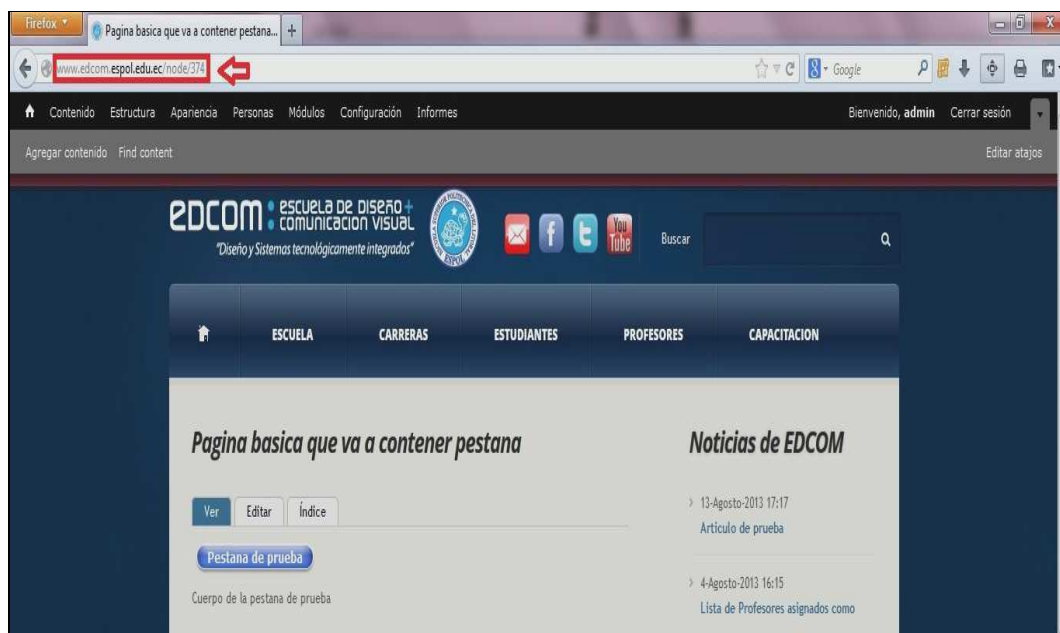 Firefox
Pagina basica que va a contener pestana... +
www.edcom.espol.edu.ec/node/374
Google
Contenido Estructura Apariencia Personas Módulos Configuración Informes Bienvenido, admin Cerrar sesión
Agregar contenido Find content Editar atajos
EDCOM: ESCUELA DE DISEÑO +
COMUNICACION VISUAL
"Diseño y Sistemas tecnológicamente integrados"
You
Tube
Buscar
ESCUELA CARRERAS ESTUDIANTES PROFESORES CAPACITACION
Pagina basica que va a contener pestana
Ver Editar Índice
Pestana de prueba
Cuerpo de la pestana de prueba
Noticias de EDCOM
13-Agosto-2013 17:17
Articulo de prueba
4-Agosto-2013 16:15
Lista de Profesores asignados como